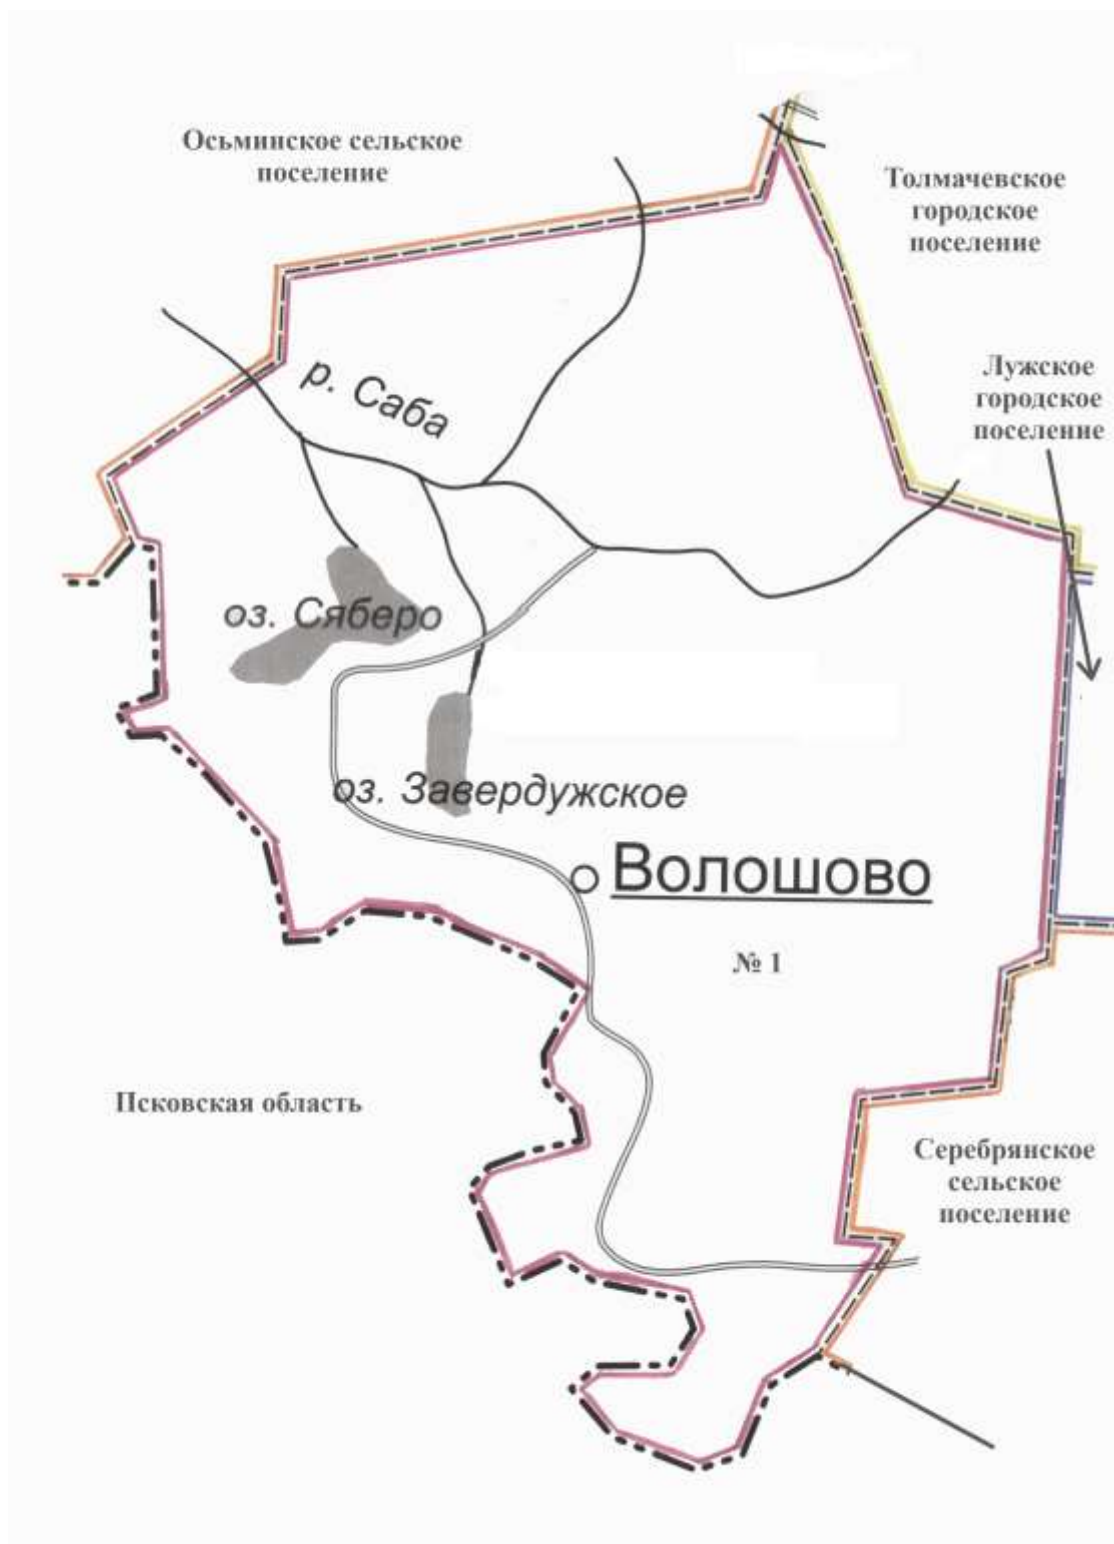 Осьминское сельское
поселение
Толмачевское
городское
поселение
Лужское
городское
поселение
р. Саба
оз. Сяберо
оз. Завердужское
Волошово
№ 1
Псковская область
Серебрянское
сельское
поселение